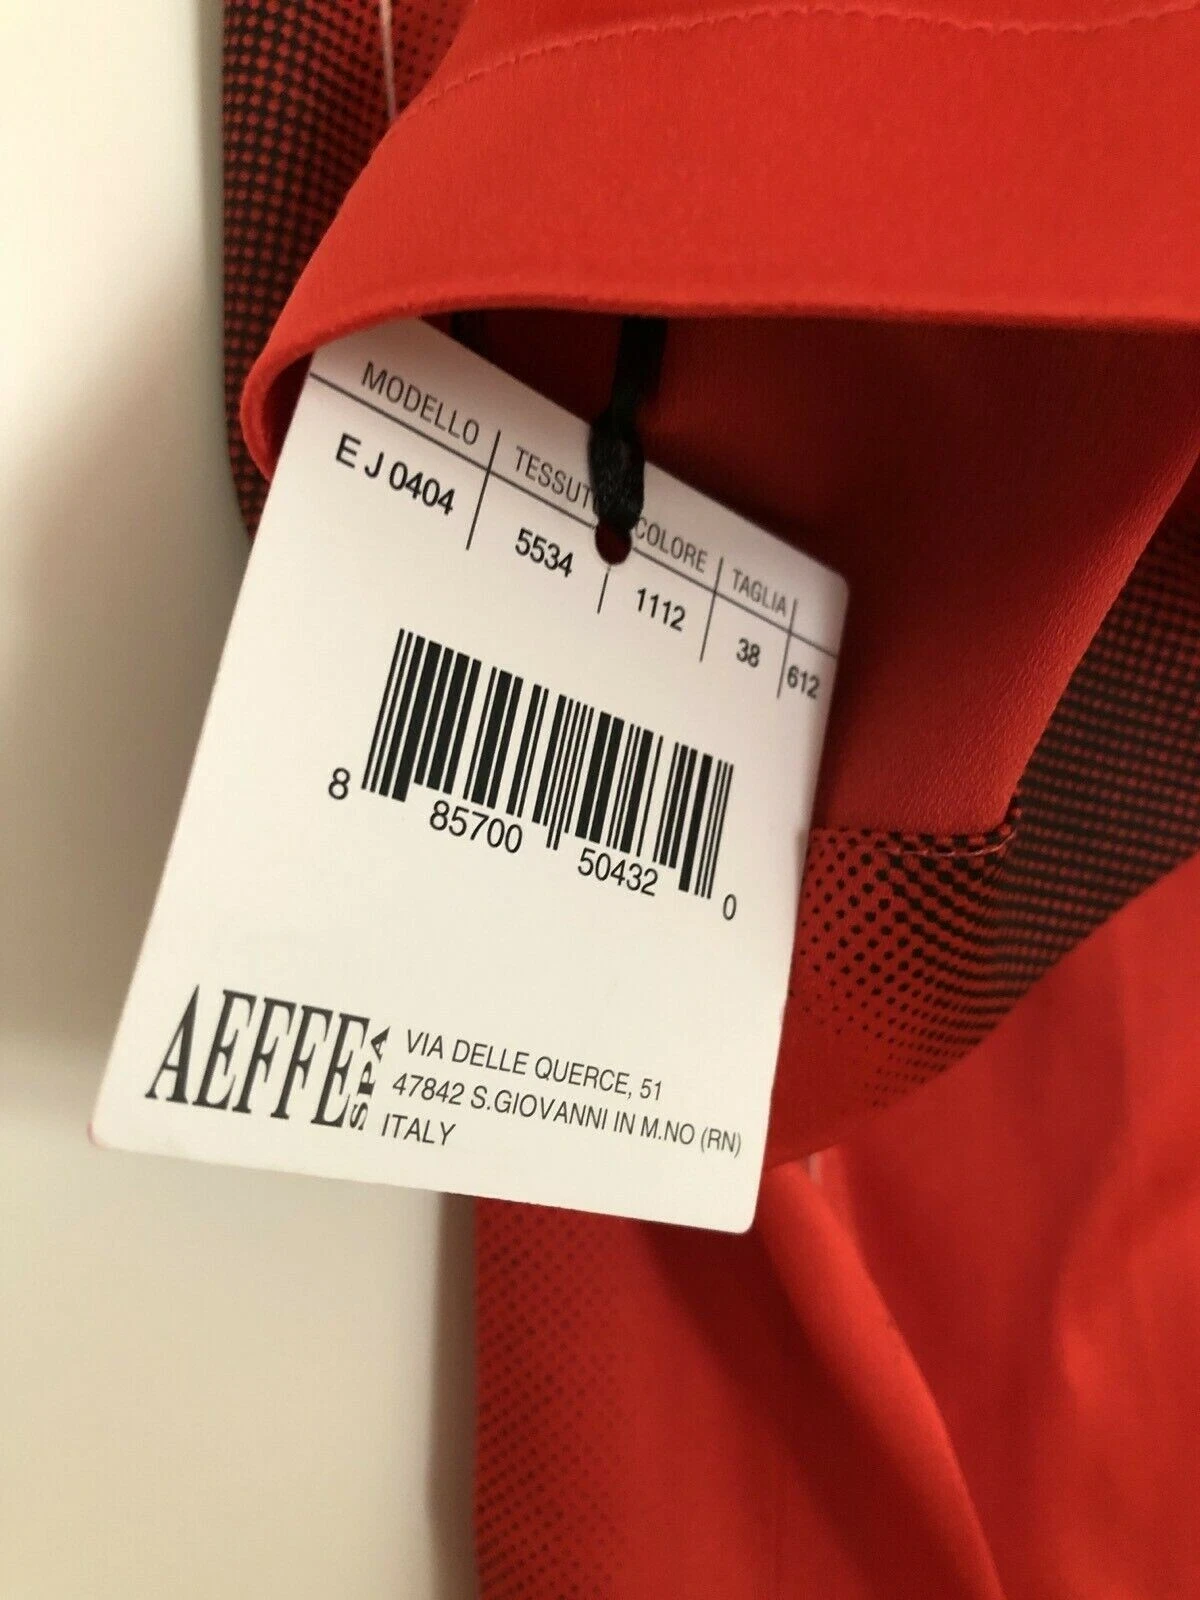 MODELLO TESSUTO COLORE TAGLIA
E J 0404 5534 1112 38 612
8 85700 50432 0
AEFFE SPA
VIA DELLE QUERCE, 51
47842 S.GIOVANNI IN M.NO (RN)
ITALY